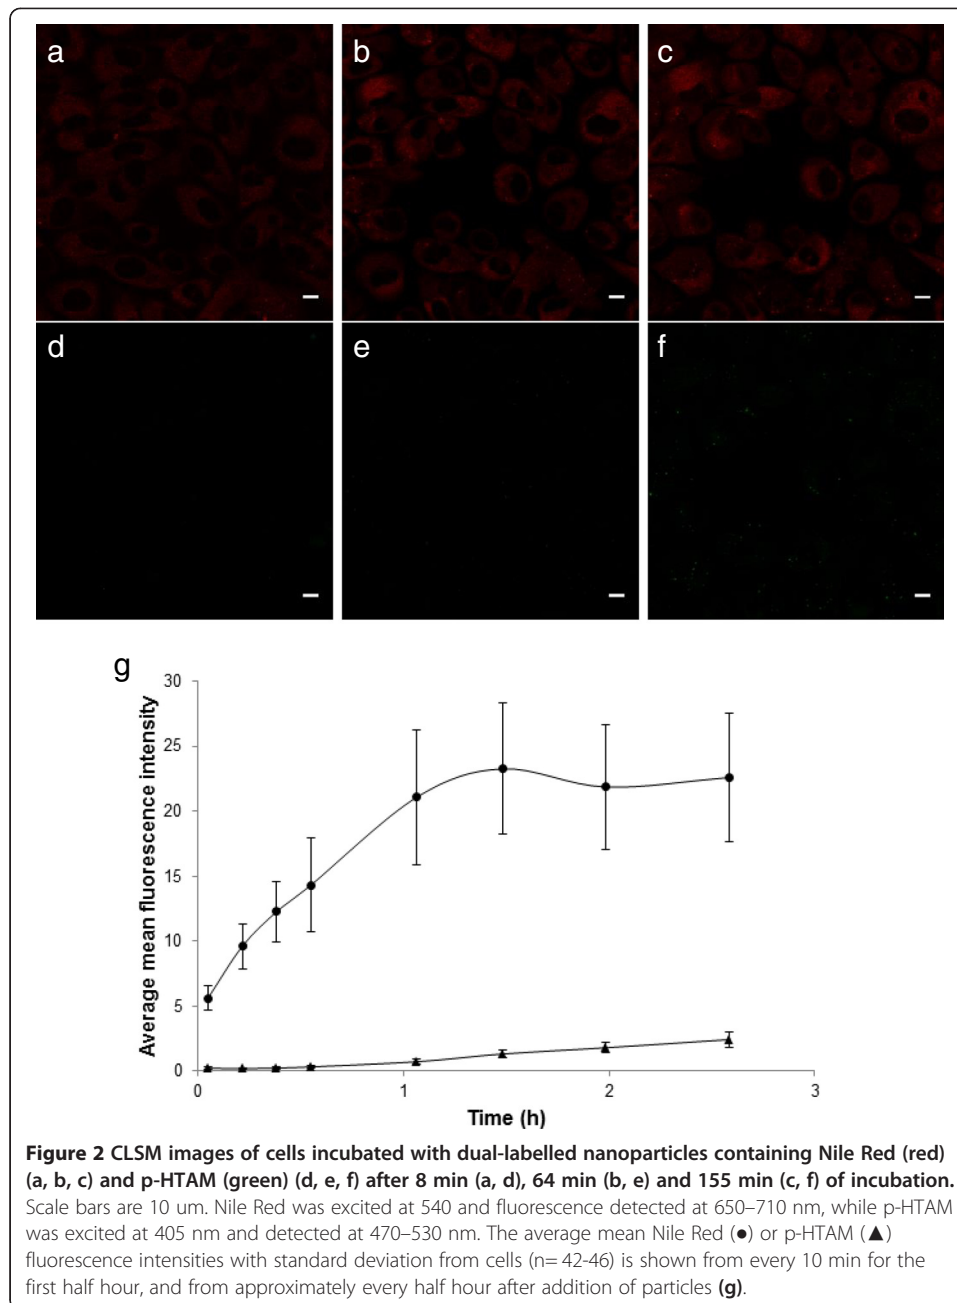 a
b
c
d
e
f
g
30
25
20
15
10
5
0
Average mean fluorescence intensity
0
1
2
3
Time (h)
Figure 2 CLSM images of cells incubated with dual-labelled nanoparticles containing Nile Red (red)
(a, b, c) and p-HTAM (green) (d, e, f) after 8 min (a, d), 64 min (b, e) and 155 min (c, f) of incubation.
Scale bars are 10 um. Nile Red was excited at 540 and fluorescence detected at 650–710 nm, while p-HTAM
was excited at 405 nm and detected at 470–530 nm. The average mean Nile Red (●) or p-HTAM (▲)
fluorescence intensities with standard deviation from cells (n= 42-46) is shown from every 10 min for the
first half hour, and from approximately every half hour after addition of particles (g).